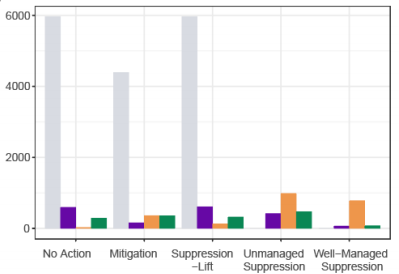 6000
4000
2000
0
No Action Mitigation Suppression Unmanaged Well-Managed
-Lift Suppression Suppression